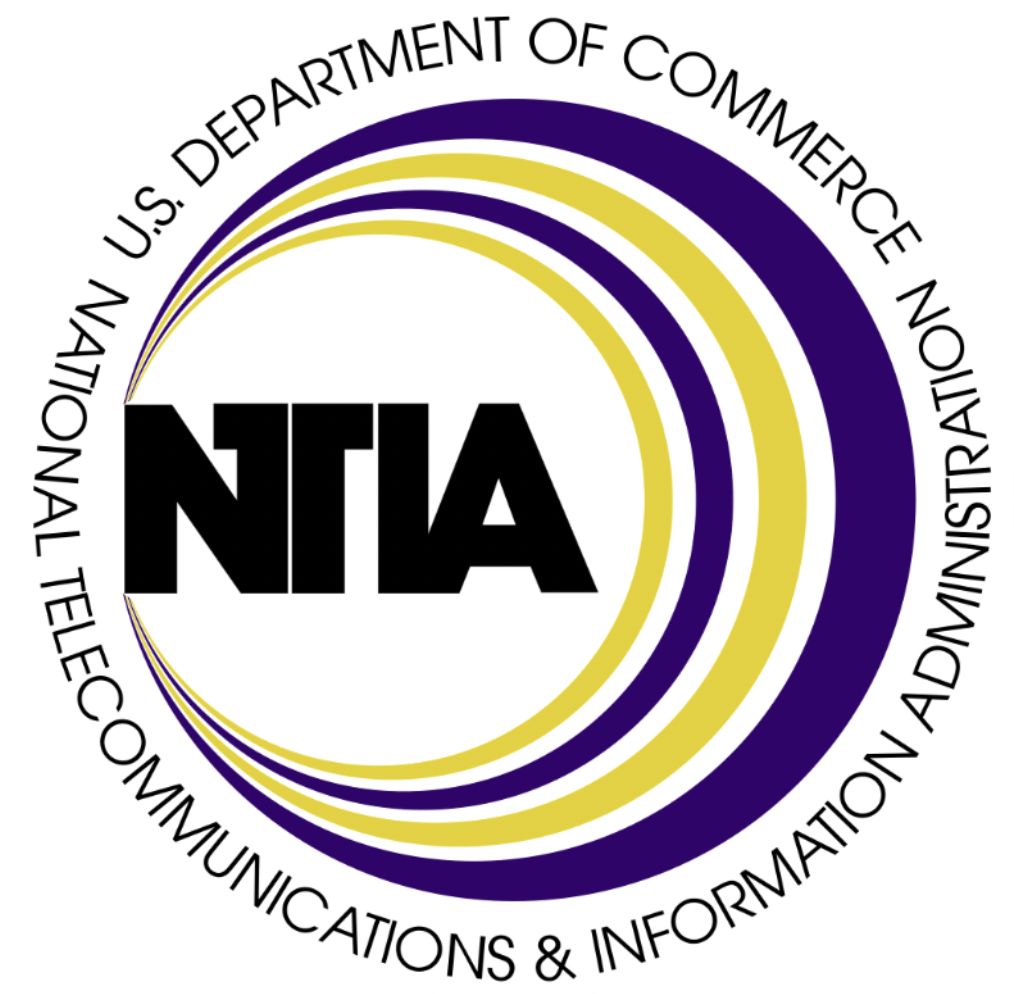 U.S. DEPARTMENT OF COMMERCE
NTIA
NATIONAL TELECOMMUNICATIONS & INFORMATION ADMINISTRATION